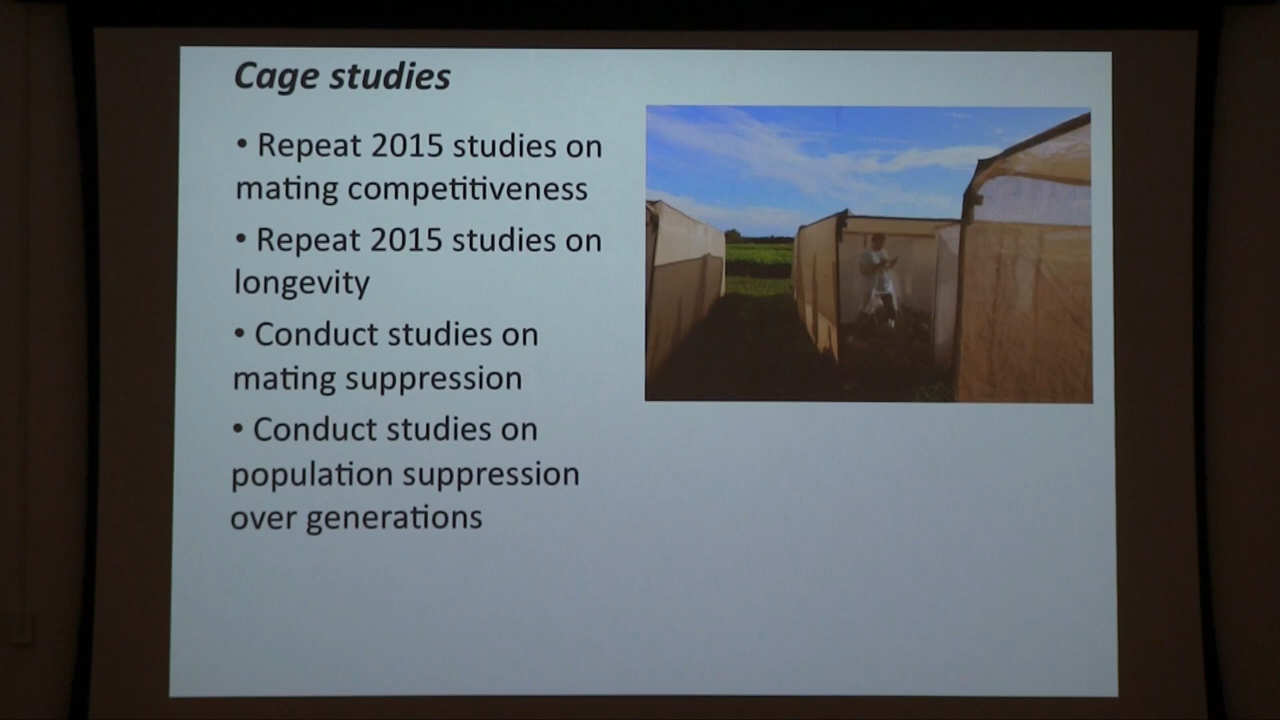 Cage studies
• Repeat 2015 studies on
mating competitiveness
• Repeat 2015 studies on
longevity
• Conduct studies on
mating suppression
• Conduct studies on
population suppression
over generations